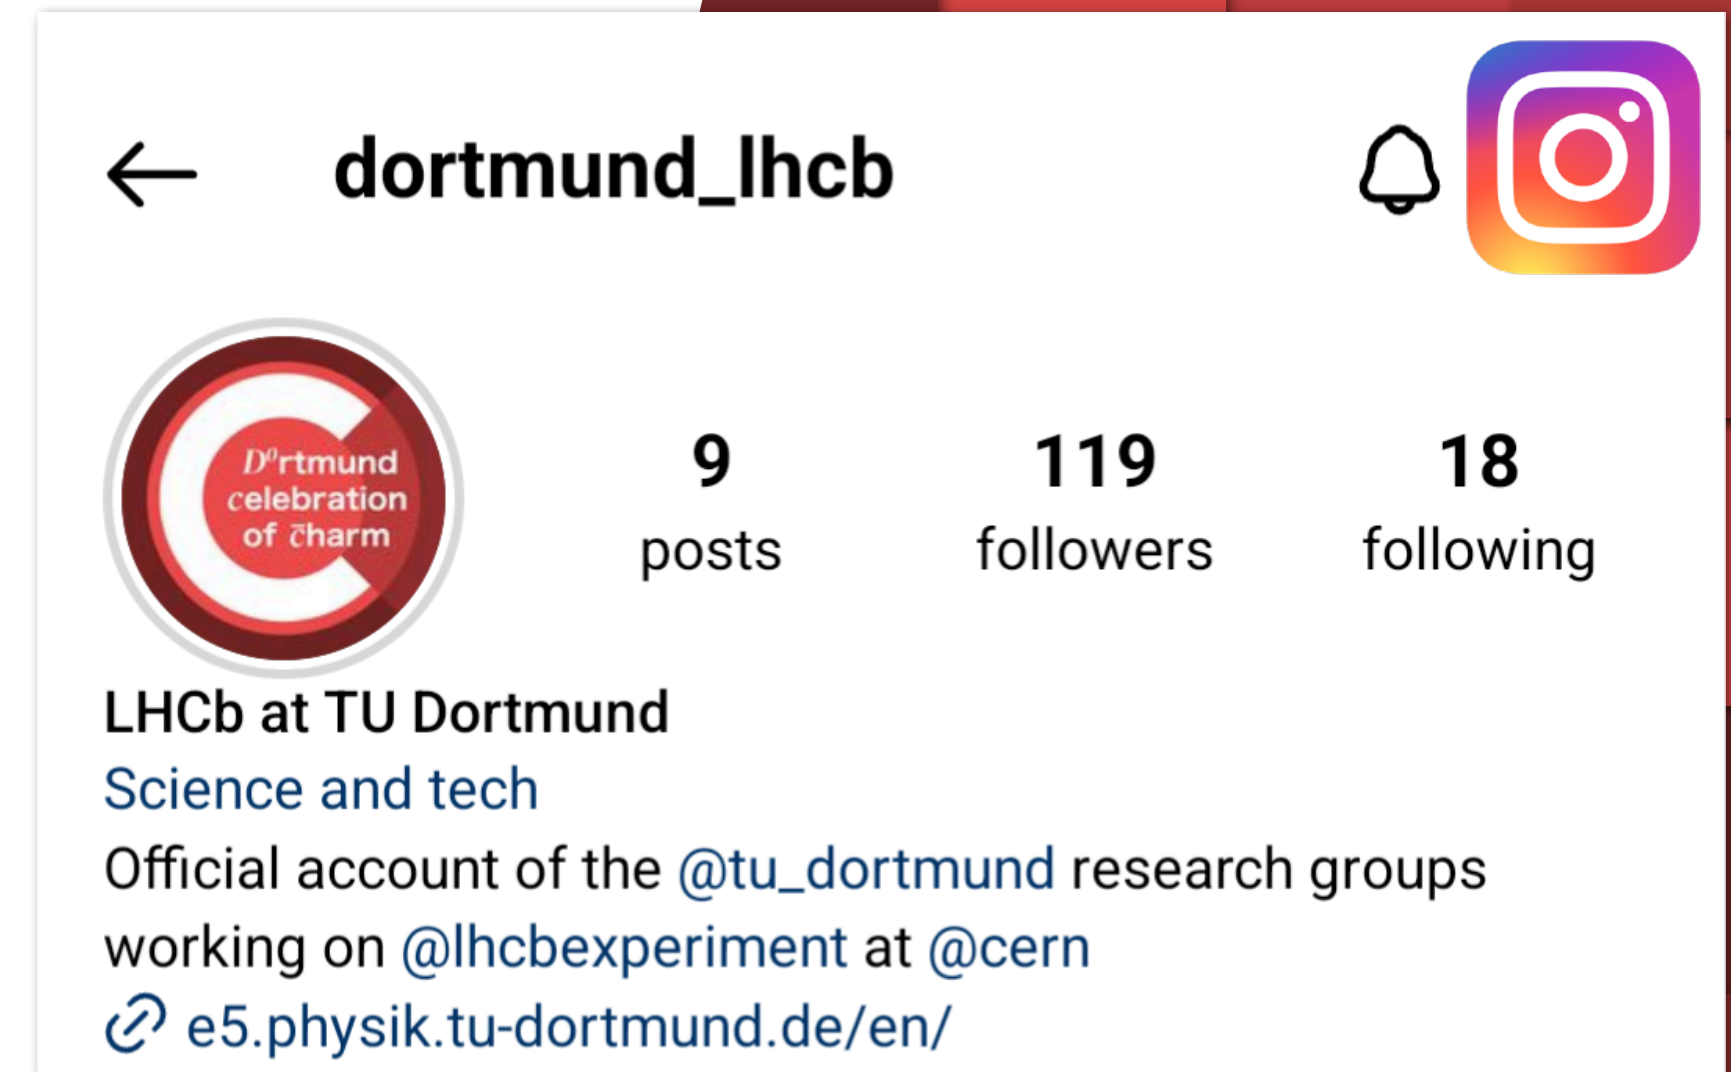 dortmund_lhcb
D⁰rtmund
celebration
of c̄harm
9
posts
119
followers
18
following
LHCb at TU Dortmund
Science and tech
Official account of the @tu_dortmund research groups
working on @lhcbexperiment at @cern
e5.physik.tu-dortmund.de/en/